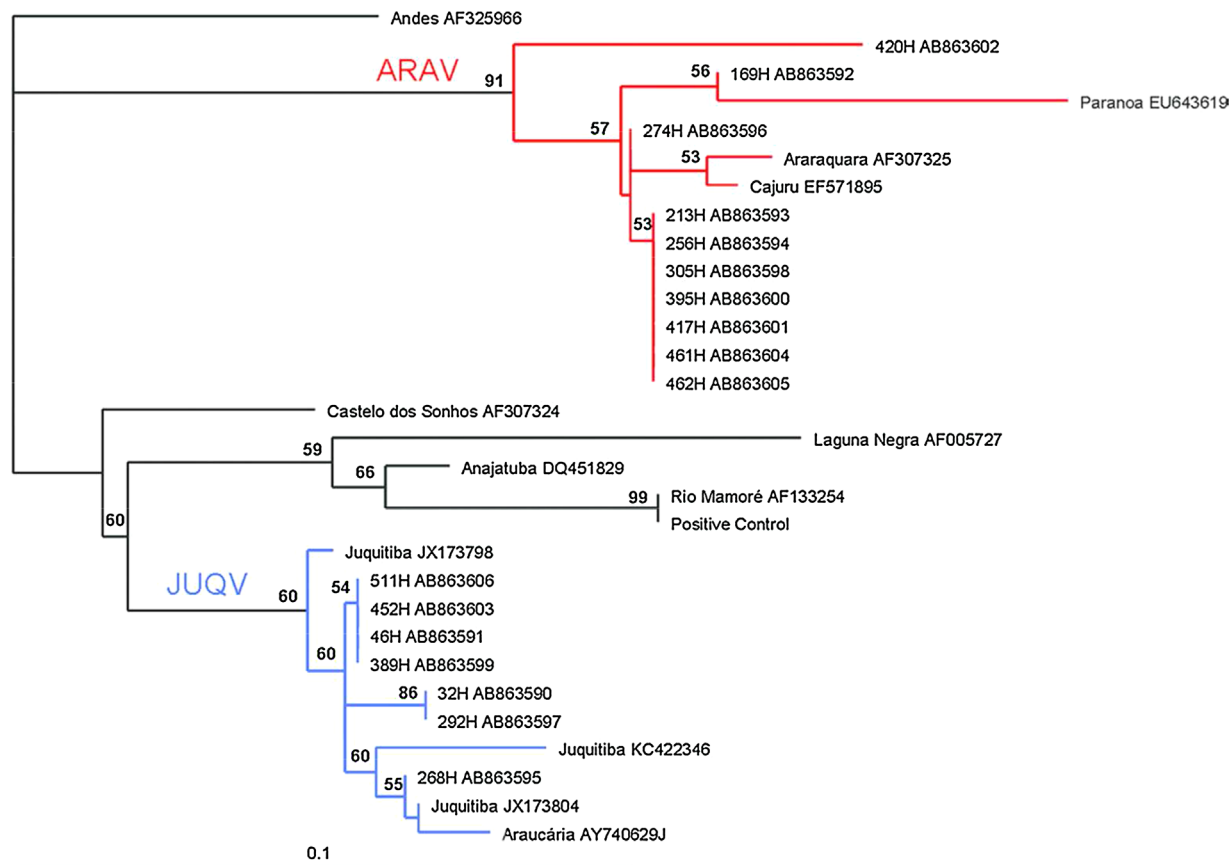 Andes AF325966
420H AB863602
ARAV
91
56
169H AB863592
Paranoa EU643619
57
274H AB863596
53
Araraquara AF307325
Cajuru EF571895
213H AB863593
53
256H AB863594
305H AB863598
395H AB863600
417H AB863601
461H AB863604
462H AB863605
Castelo dos Sonhos AF307324
Laguna Negra AF005727
59
66
Anajatuba DQ451829
99
Rio Mamoré AF133254
60
Positive Control
Juquitiba JX173798
JUQV
54
511H AB863606
60
452H AB863603
46H AB863591
60
389H AB863599
86
32H AB863590
292H AB863597
Juquitiba KC422346
60
55
268H AB863595
Juquitiba JX173804
Araucária AY740629J
0.1